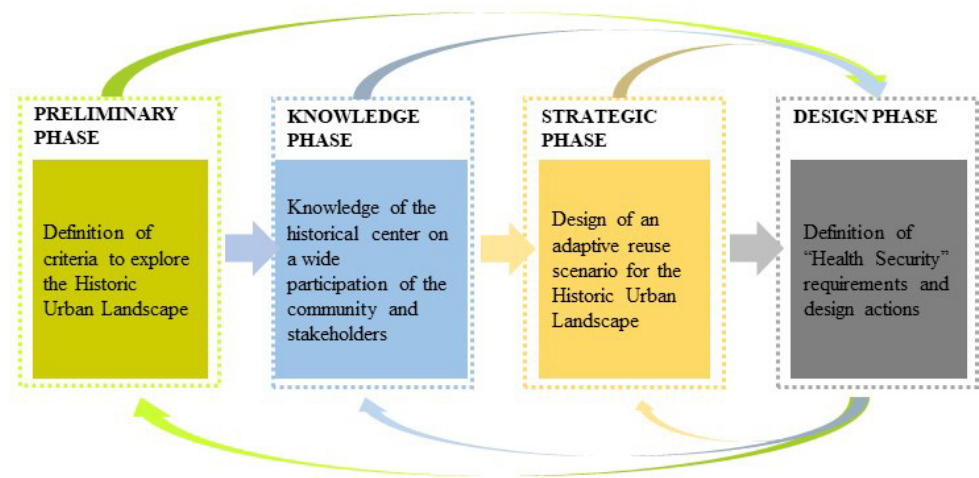 PRELIMINARY
PHASE
Definition of
criteria to explore
the Historic
Urban Landscape
KNOWLEDGE
PHASE
Knowledge of the
historical center on
a wide
participation of the
community and
stakeholders
STRATEGIC
PHASE
Design of an
adaptive reuse
scenario for the
Historic Urban
Landscape
DESIGN PHASE
Definition of
“Health Security”
requirements and
design actions